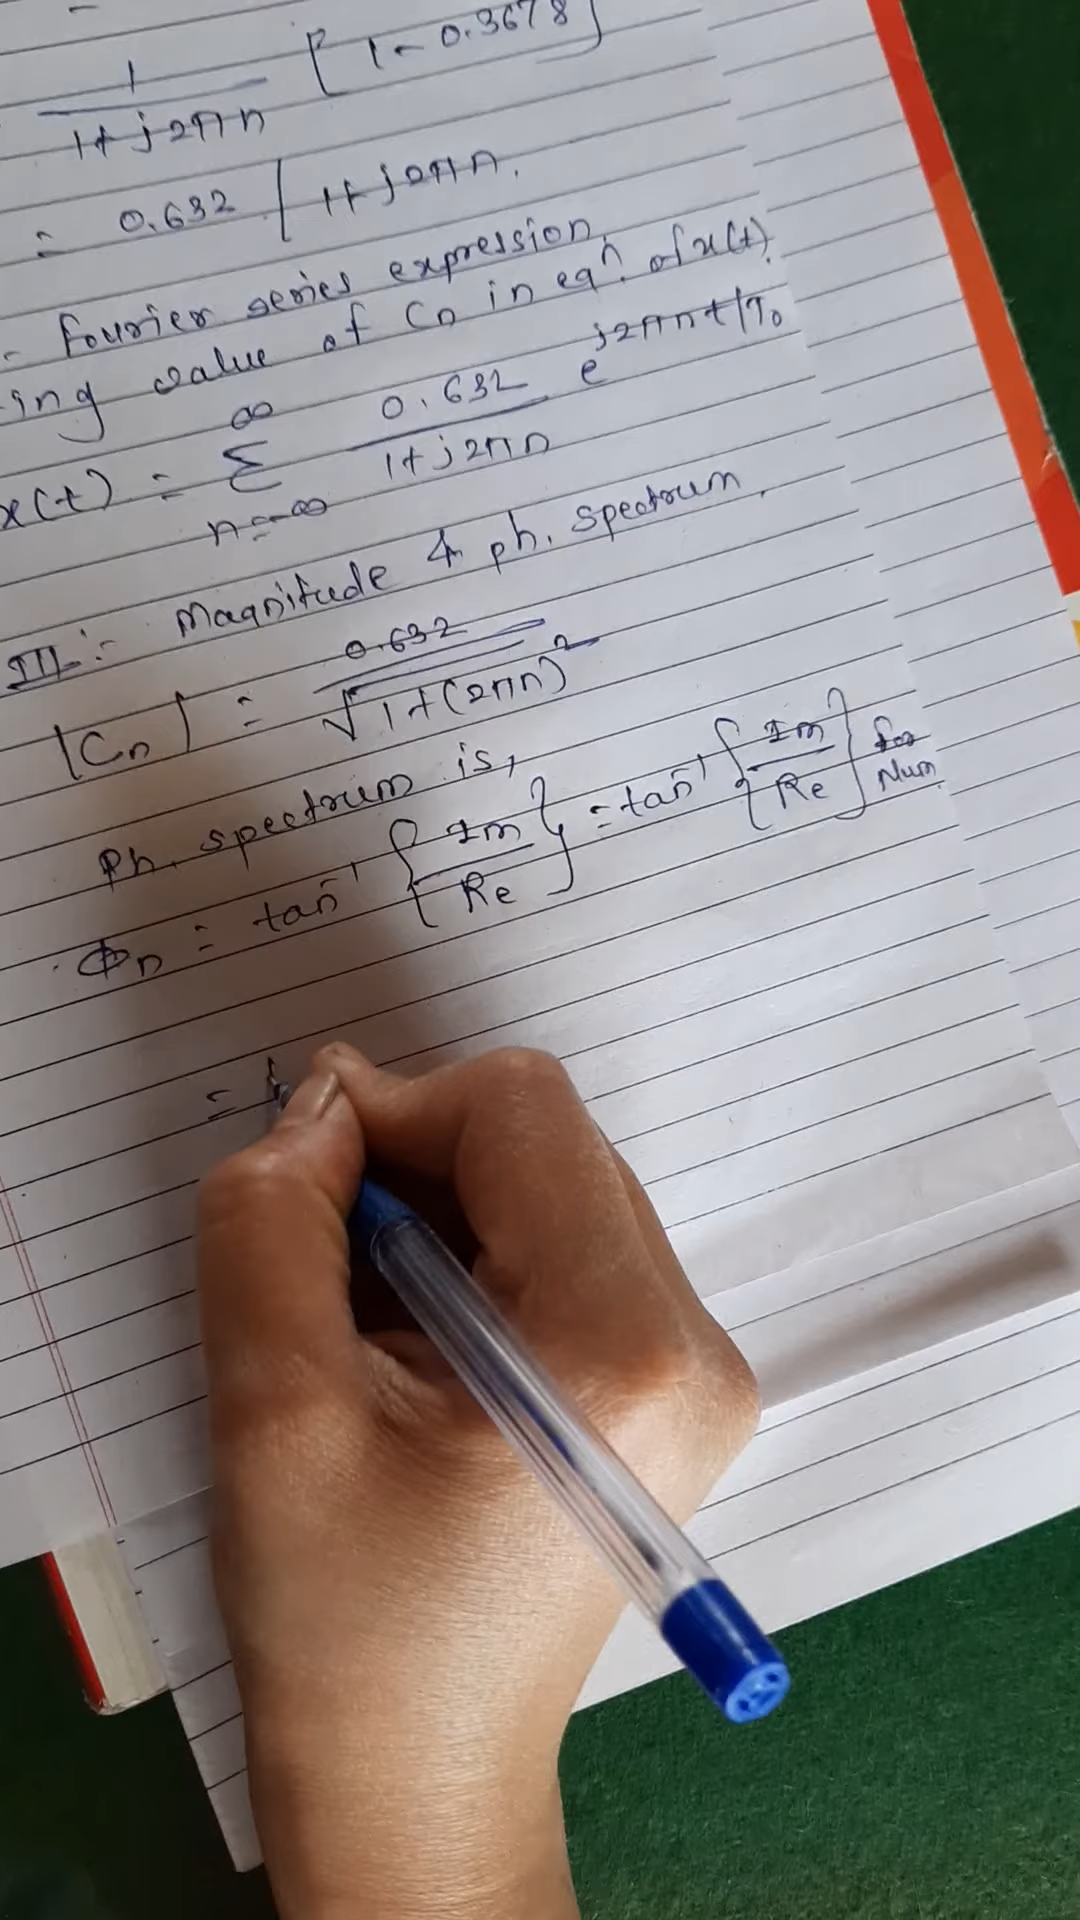 1 / 1+j2πn [1-0.3678]
= 0.632 / 1+j2πn.
- Fourier series expression.
ing value of Cn in eqn. of x(t).
x(t) = ∞ Σ n=-∞ 0.632 / 1+j2πn e^j2πnt/T0
III:- Magnitude & ph. spectrum.
|Cn| = 0.632 / √1+(2πn)^2
Ph. spectrum is,
Φn = tan^-1 { Im / Re } = tan^-1 { Im / Re } for Num
=